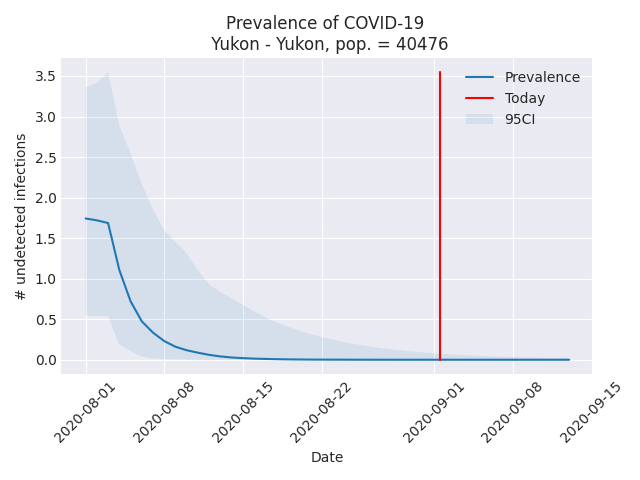 Prevalence of COVID-19
Yukon - Yukon, pop. = 40476
# undetected infections
3.5
3.0
2.5
2.0
1.5
1.0
0.5
0.0
Prevalence
Today
95CI
2020-08-01
2020-08-08
2020-08-15
2020-08-22
2020-09-01
2020-09-08
2020-09-15
Date